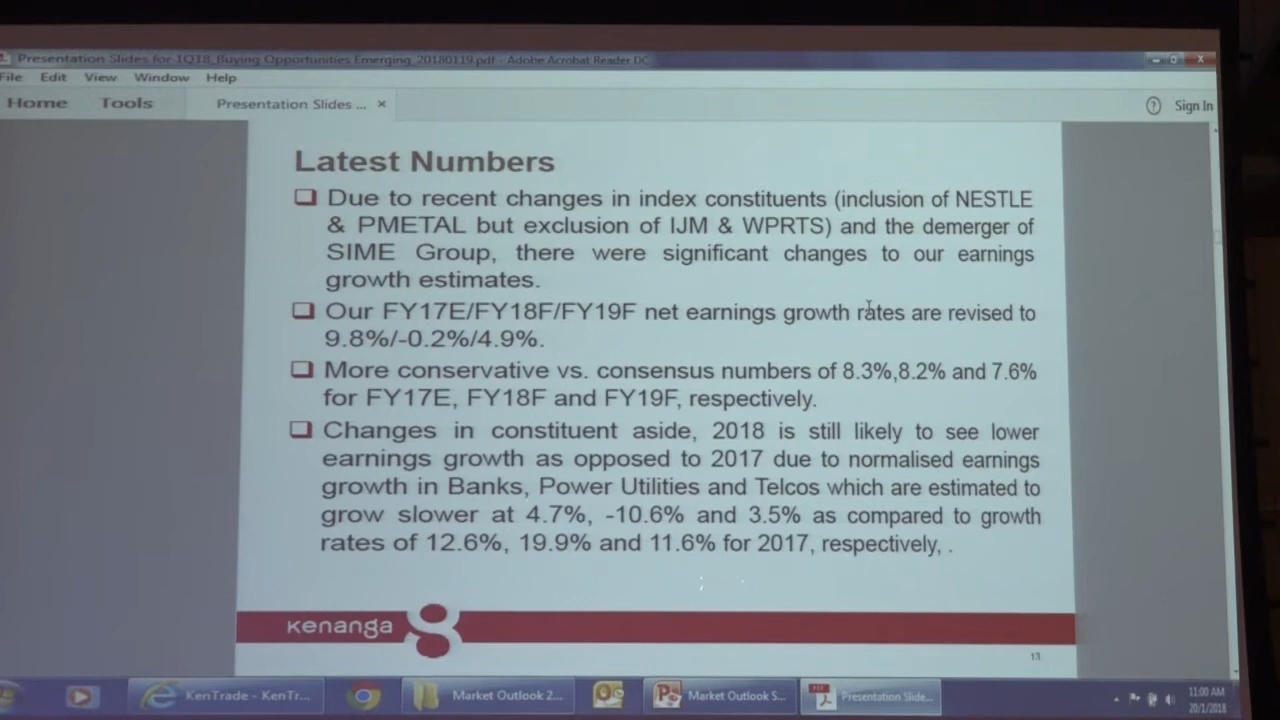 Presentation Slides for 1Q18_Buying Opportunities Emerging_20180119.pdf - Adobe Acrobat Reader DC
File Edit View Window Help
Home Tools Presentation Slides ... × ? Sign In
Latest Numbers
Due to recent changes in index constituents (inclusion of NESTLE
& PMETAL but exclusion of IJM & WPRTS) and the demerger of
SIME Group, there were significant changes to our earnings
growth estimates.
Our FY17E/FY18F/FY19F net earnings growth rates are revised to
9.8%/-0.2%/4.9%.
More conservative vs. consensus numbers of 8.3%,8.2% and 7.6%
for FY17E, FY18F and FY19F, respectively.
Changes in constituent aside, 2018 is still likely to see lower
earnings growth as opposed to 2017 due to normalised earnings
growth in Banks, Power Utilities and Telcos which are estimated to
grow slower at 4.7%, -10.6% and 3.5% as compared to growth
rates of 12.6%, 19.9% and 11.6% for 2017, respectively, .
kenanga
KenTrade - KenTr... Market Outlook 2... Market Outlook S... Presentation Slide... 11:00 AM
20/1/2018